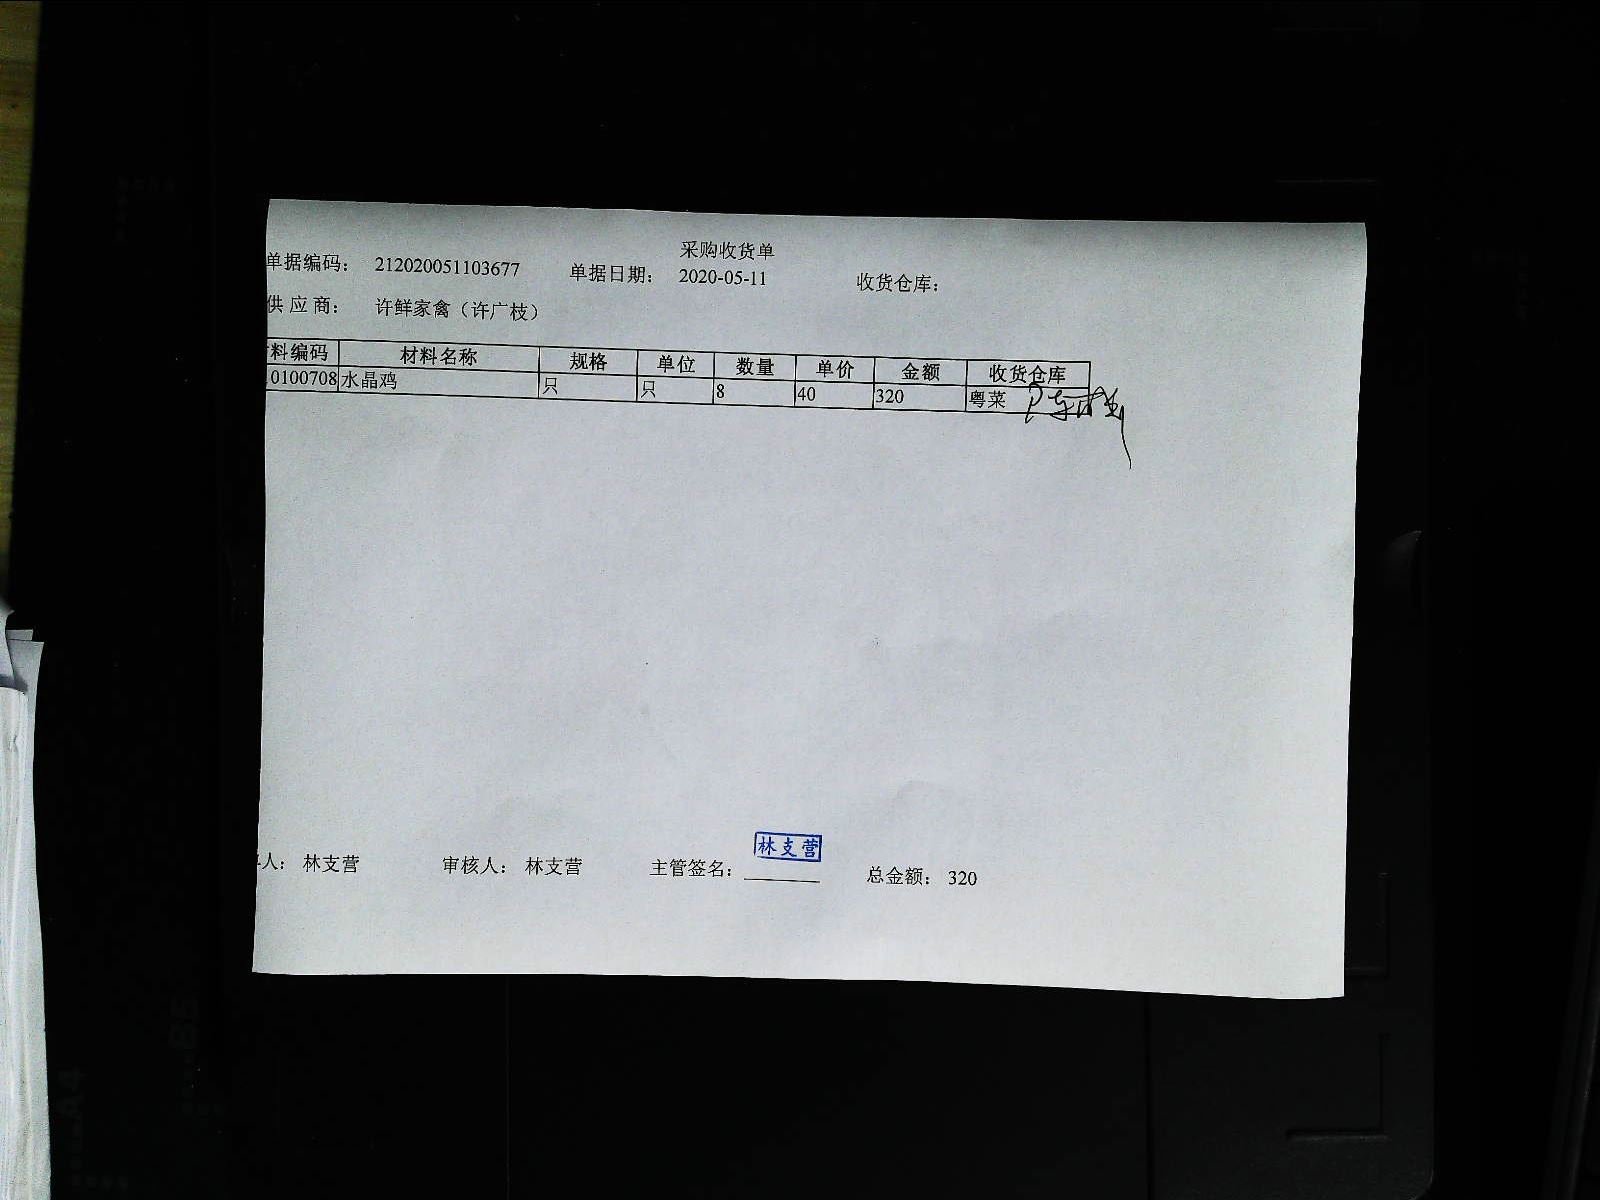 采购收货单
单据编码： 212020051103677 单据日期： 2020-05-11 收货仓库：
供 应 商： 许鲜家禽（许广枝）
料编码 材料名称 规格 单位 数量 单价 金额 收货仓库
0100708 水晶鸡 只 只 8 40 320 粤菜
林支营
人： 林支营 审核人： 林支营 主管签名： 总金额： 320